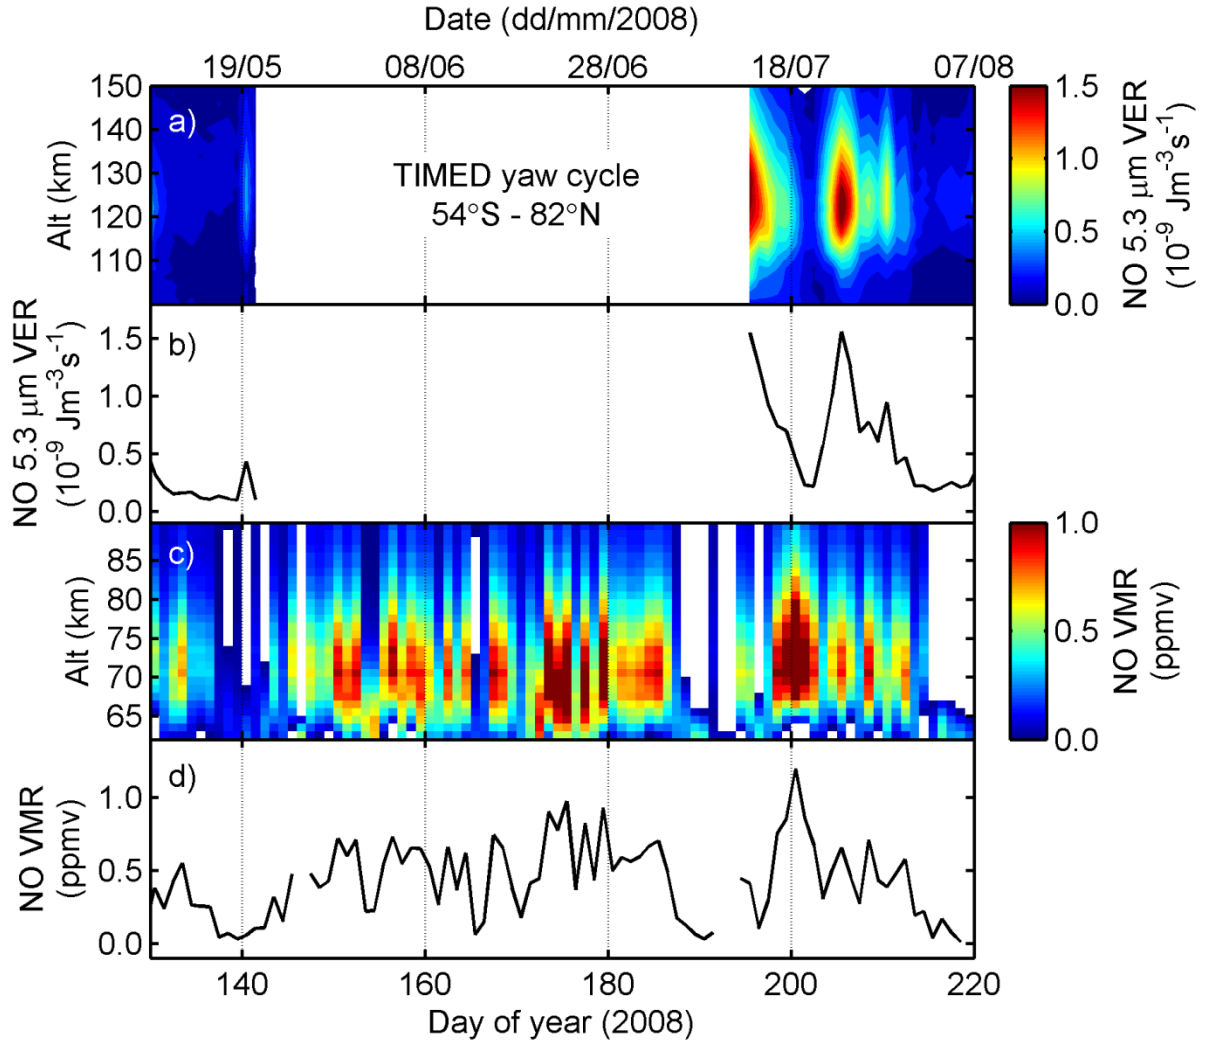 Date (dd/mm/2008)
19/05 08/06 28/06 18/07 07/08
a)
150
140
130
120
110
Alt (km)
TIMED yaw cycle
54°S - 82°N
1.5
1.0
0.5
0.0
NO 5.3 μm VER
(10⁻⁹ Jm⁻³s⁻¹)
b)
1.5
1.0
0.5
0.0
NO 5.3 μm VER
(10⁻⁹ Jm⁻³s⁻¹)
c)
85
80
75
70
65
Alt (km)
1.0
0.5
0.0
NO VMR
(ppmv)
d)
1.0
0.5
0.0
NO VMR
(ppmv)
140 160 180 200 220
Day of year (2008)